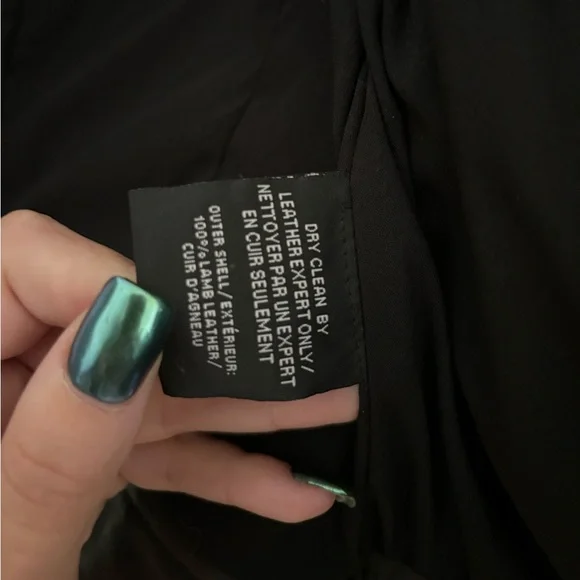 DRY CLEAN BY
LEATHER EXPERT ONLY/
NETTOYER PAR UN EXPERT
EN CUIR SEULEMENT
OUTER SHELL/EXTÉRIEUR:
100% LAMB LEATHER/
CUIR D'AGNEAU